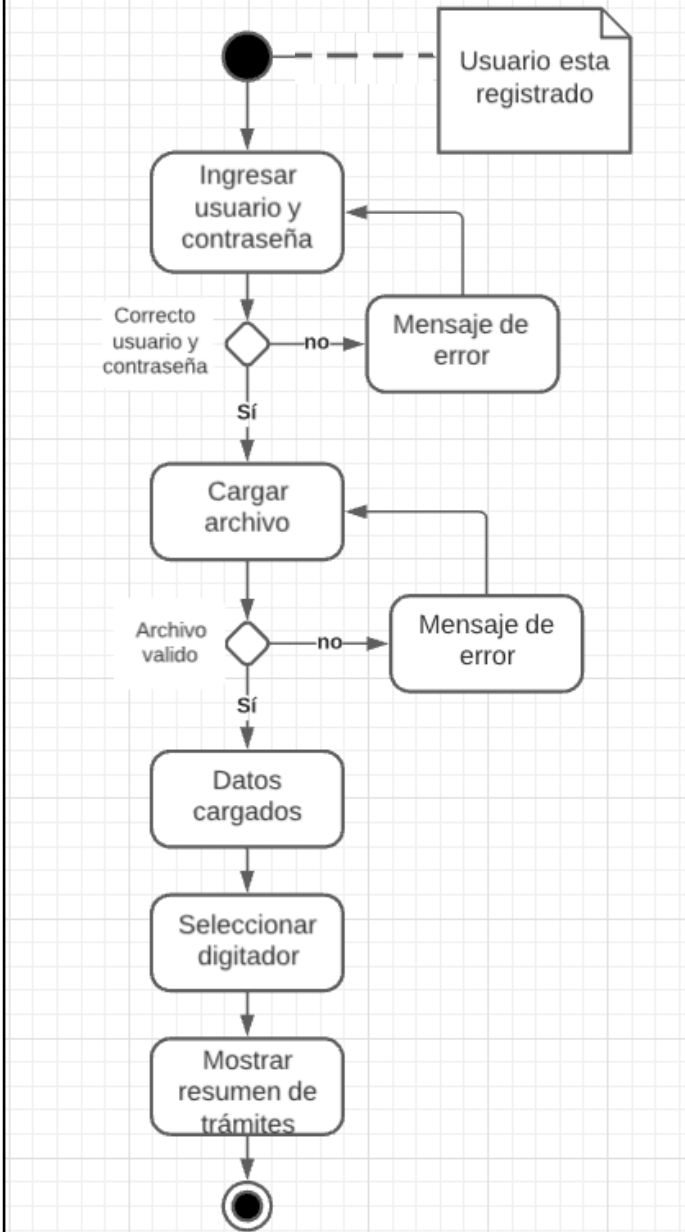 Usuario esta
registrado
Ingresar
usuario y
contraseña
Correcto
usuario y
contraseña
no
Mensaje de
error
Sí
Cargar
archivo
Archivo
valido
no
Mensaje de
error
Sí
Datos
cargados
Seleccionar
digitador
Mostrar
resumen de
trámites